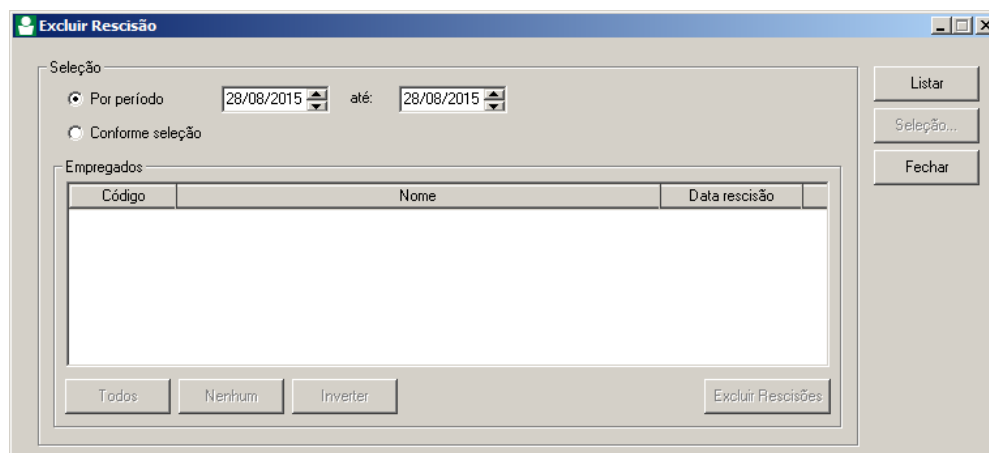 Excluir Rescisão
Seleção
Por período 28/08/2015 até: 28/08/2015
Conforme seleção
Empregados
Código Nome Data rescisão
Todos Nenhum Inverter Excluir Rescisões
Listar
Seleção...
Fechar